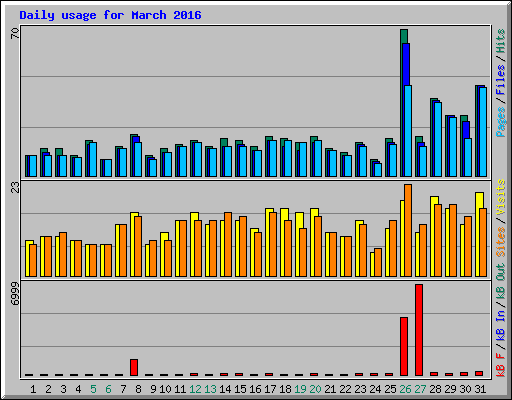 Daily usage for March 2016
70
Pages / Files / Hits
23
Sites / Visits
6999
kB F / kB In / kB Out
1 2 3 4 5 6 7 8 9 10 11 12 13 14 15 16 17 18 19 20 21 22 23 24 25 26 27 28 29 30 31